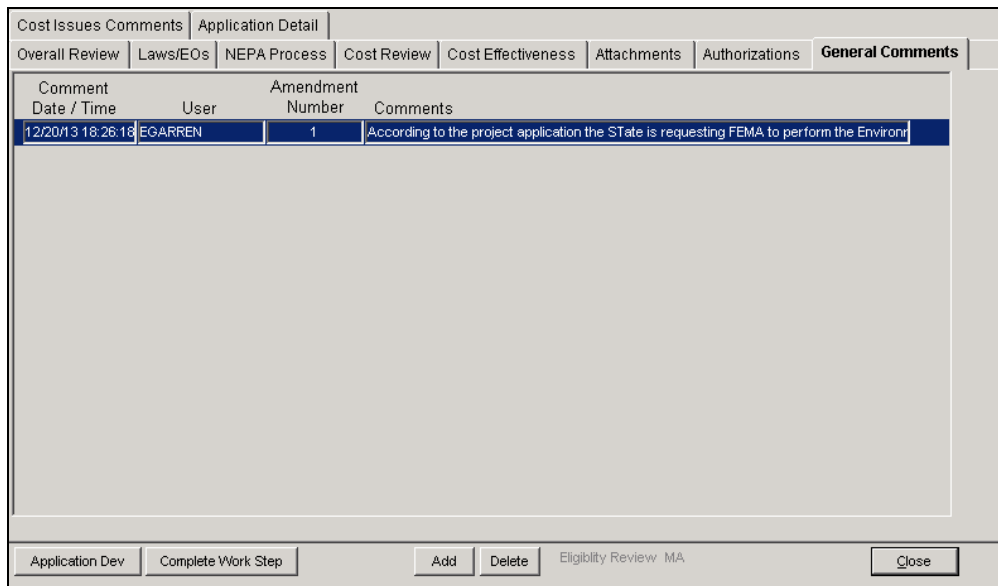 Cost Issues Comments Application Detail
Overall Review Laws/EOs NEPA Process Cost Review Cost Effectiveness Attachments Authorizations General Comments
Comment Amendment
Date / Time User Number Comments
12/20/13 18:26:18 EGARREN 1 According to the project application the STate is requesting FEMA to perform the Environr
Application Dev Complete Work Step Add Delete Eligiblity Review MA Close